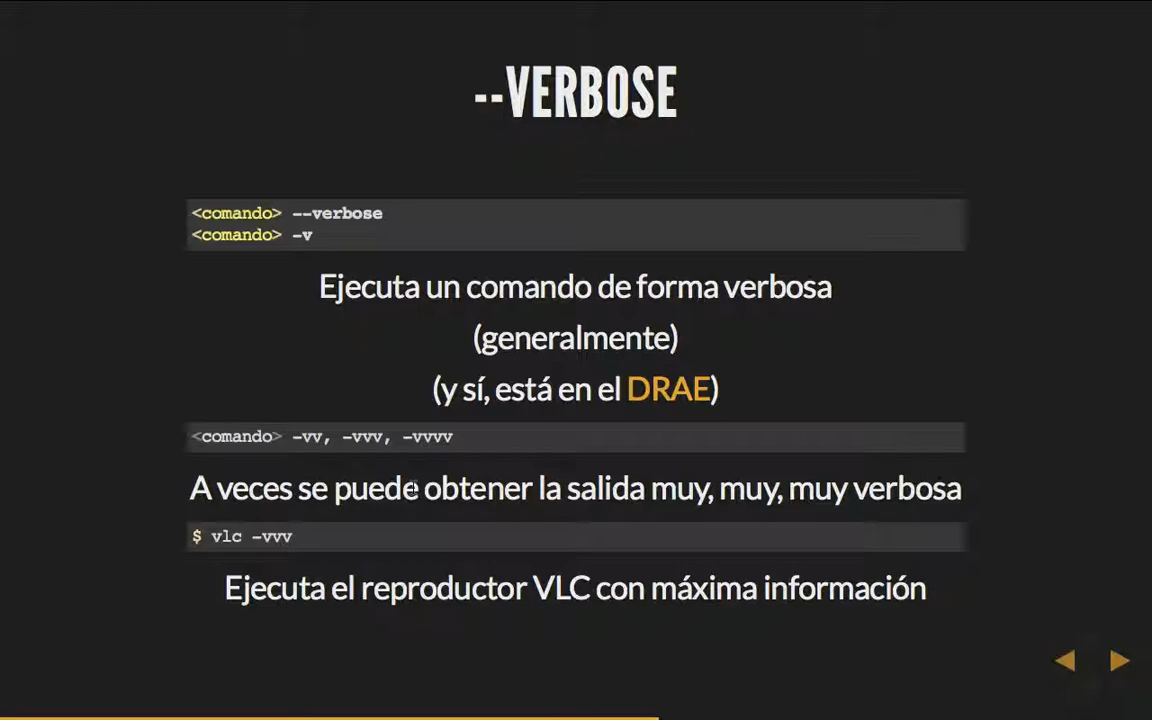 --VERBOSE
<comando> --verbose
<comando> -v
Ejecuta un comando de forma verbosa
(generalmente)
(y sí, está en el DRAE)
<comando> -vv, -vvv, -vvvv
A veces se puede obtener la salida muy, muy, muy verbosa
$ vlc -vvv
Ejecuta el reproductor VLC con máxima información